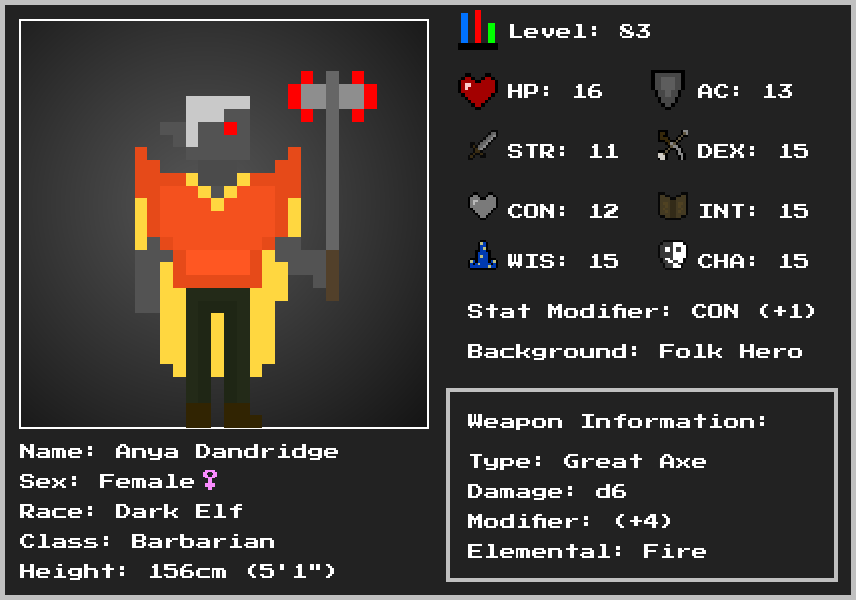 Level: 83
HP: 16
AC: 13
STR: 11
DEX: 15
CON: 12
INT: 15
WIS: 15
CHA: 15
Stat Modifier: CON (+1)
Background: Folk Hero
Weapon Information:
Type: Great Axe
Damage: d6
Modifier: (+4)
Elemental: Fire
Name: Anya Dandridge
Sex: Female♀
Race: Dark Elf
Class: Barbarian
Height: 156cm (5'1")